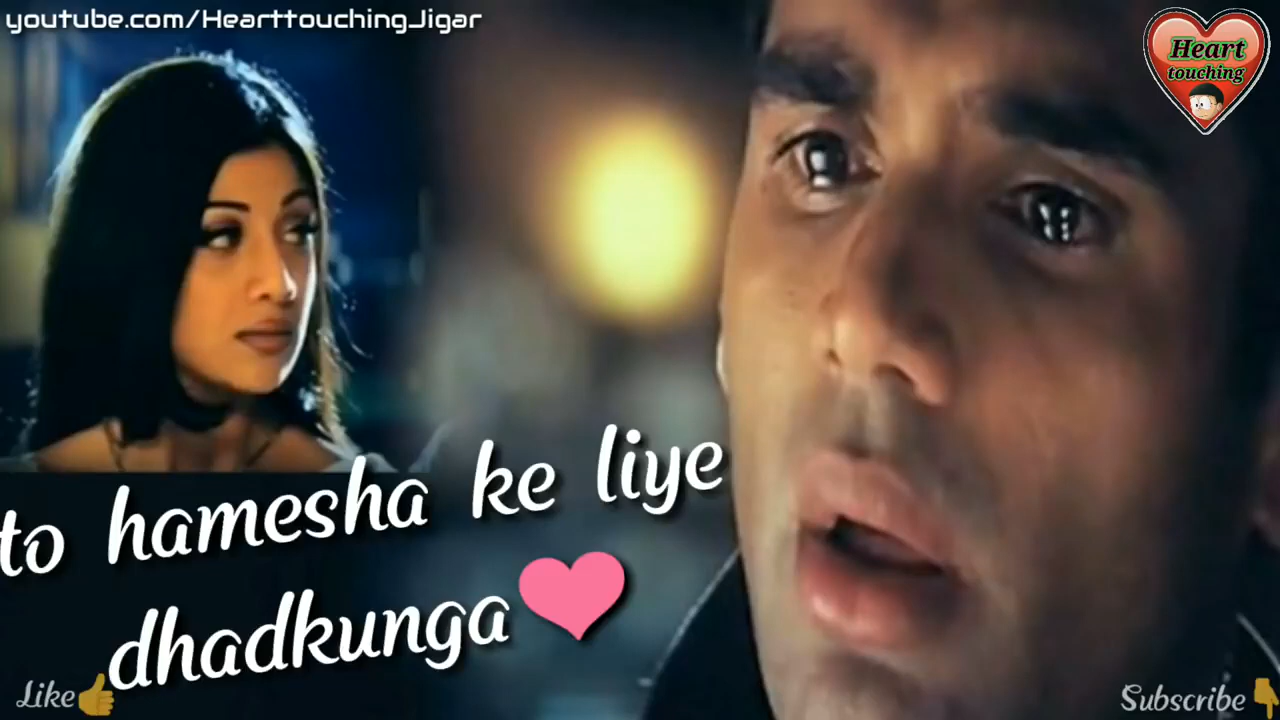 youtube.com/HearttouchingJigar
Heart
touching
to hamesha ke liye
dhadkunga
Like
Subscribe